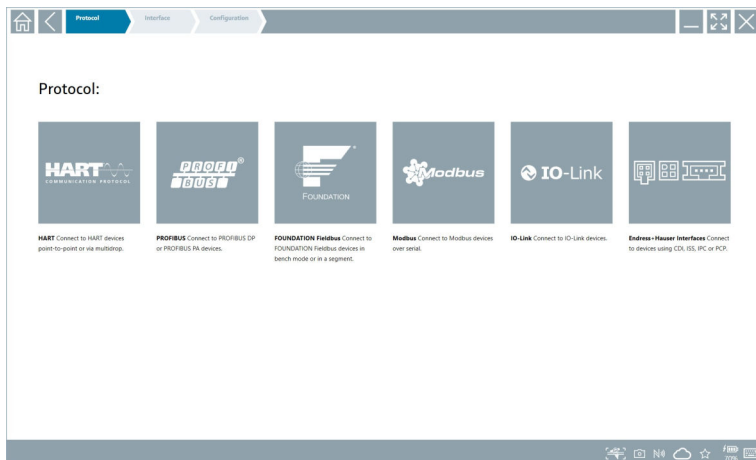 Protocol
Interface
Configuration
Protocol:
HART
COMMUNICATION PROTOCOL
PROFI®
BUS
FOUNDATION
Modbus
IO-Link
HART Connect to HART devices
point-to-point or via multidrop.
PROFIBUS Connect to PROFIBUS DP
or PROFIBUS PA devices.
FOUNDATION Fieldbus Connect to
FOUNDATION Fieldbus devices in
bench mode or in a segment.
Modbus Connect to Modbus devices
over serial.
IO-Link Connect to IO-Link devices.
Endress+Hauser Interfaces Connect
to devices using CDI, ISS, IPC or PCP.
70%